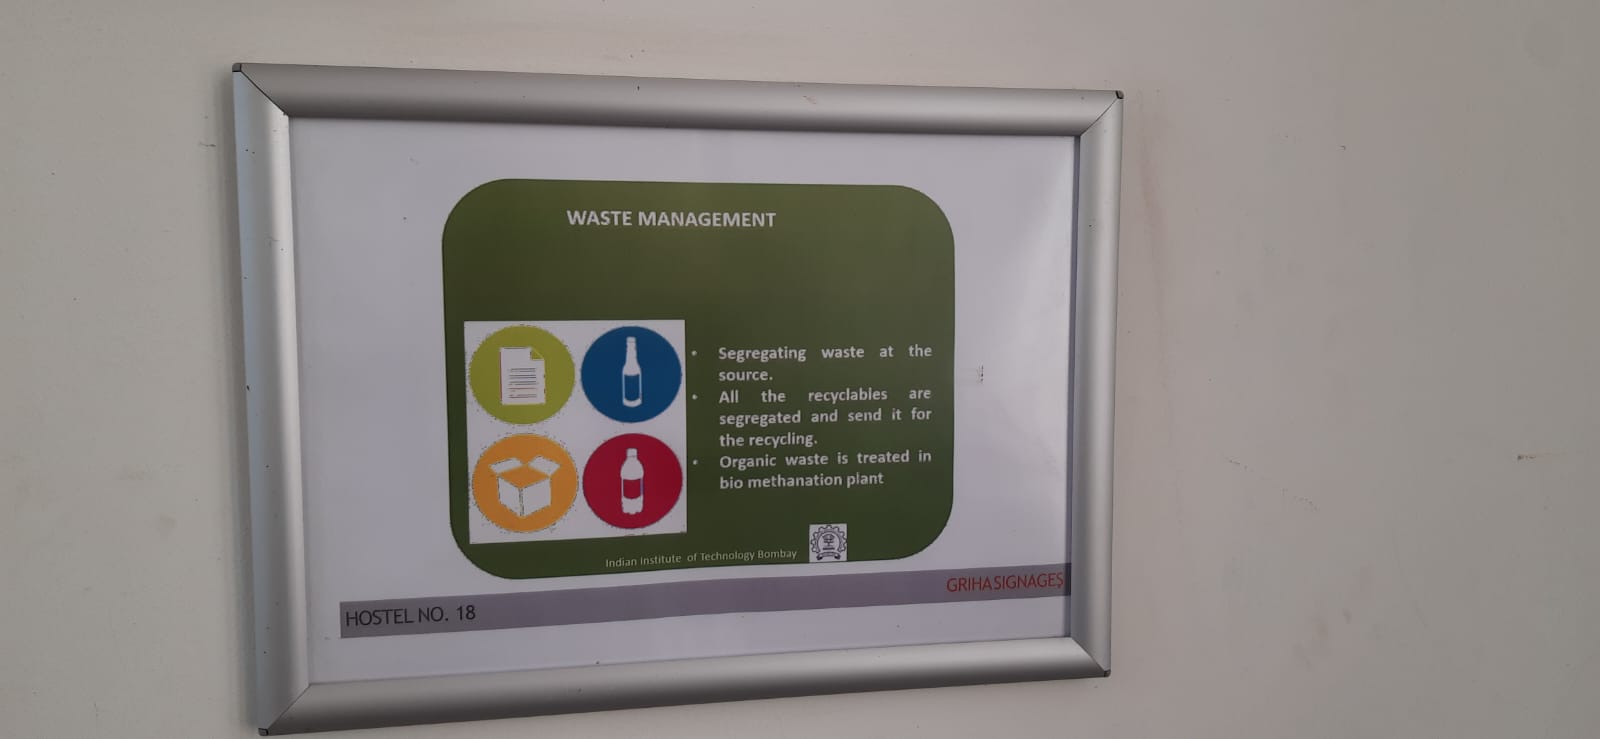 WASTE MANAGEMENT
• Segregating waste at the
source.
• All the recyclables are
segregated and send it for
the recycling.
• Organic waste is treated in
bio methanation plant
Indian Institute of Technology Bombay
GRIHA SIGNAGES
HOSTEL NO. 18